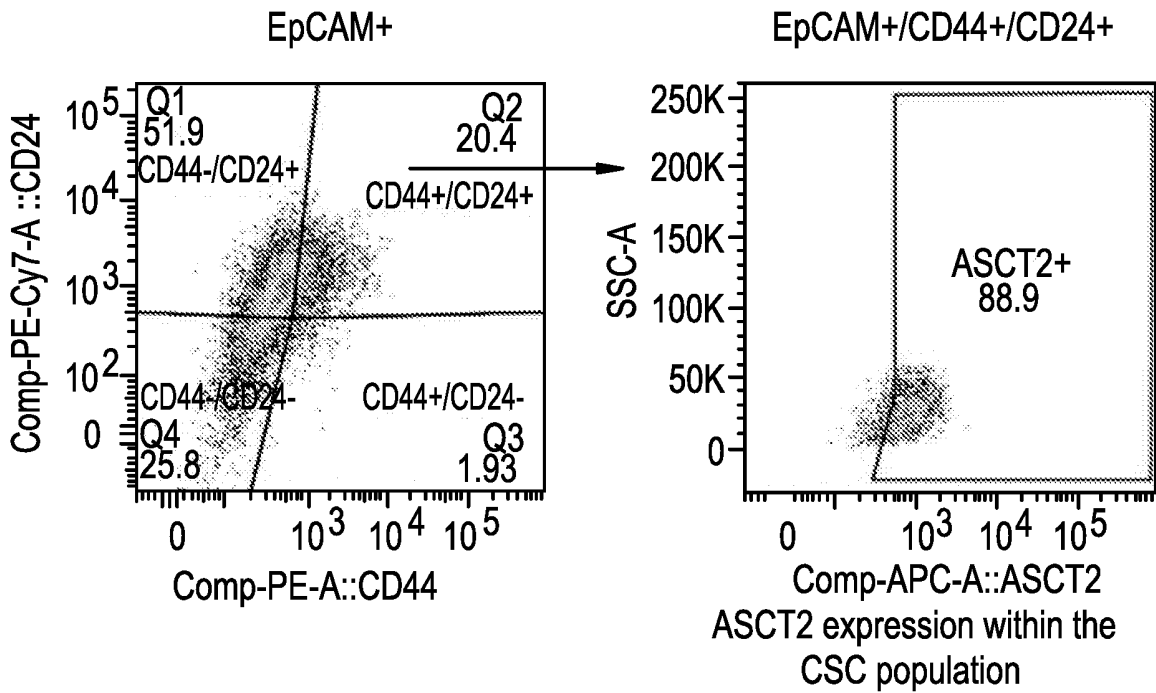 EpCAM+
Comp-PE-Cy7-A ::CD24
10^5
10^4
10^3
10^2
0
Q1
51.9
CD44-/CD24+
Q2
20.4
CD44+/CD24+
CD44-/CD24-
Q4
25.8
CD44+/CD24-
Q3
1.93
0
10^3
10^4
10^5
Comp-PE-A::CD44
EpCAM+/CD44+/CD24+
SSC-A
250K
200K
150K
100K
50K
0
ASCT2+
88.9
0
10^3
10^4
10^5
Comp-APC-A::ASCT2
ASCT2 expression within the
CSC population